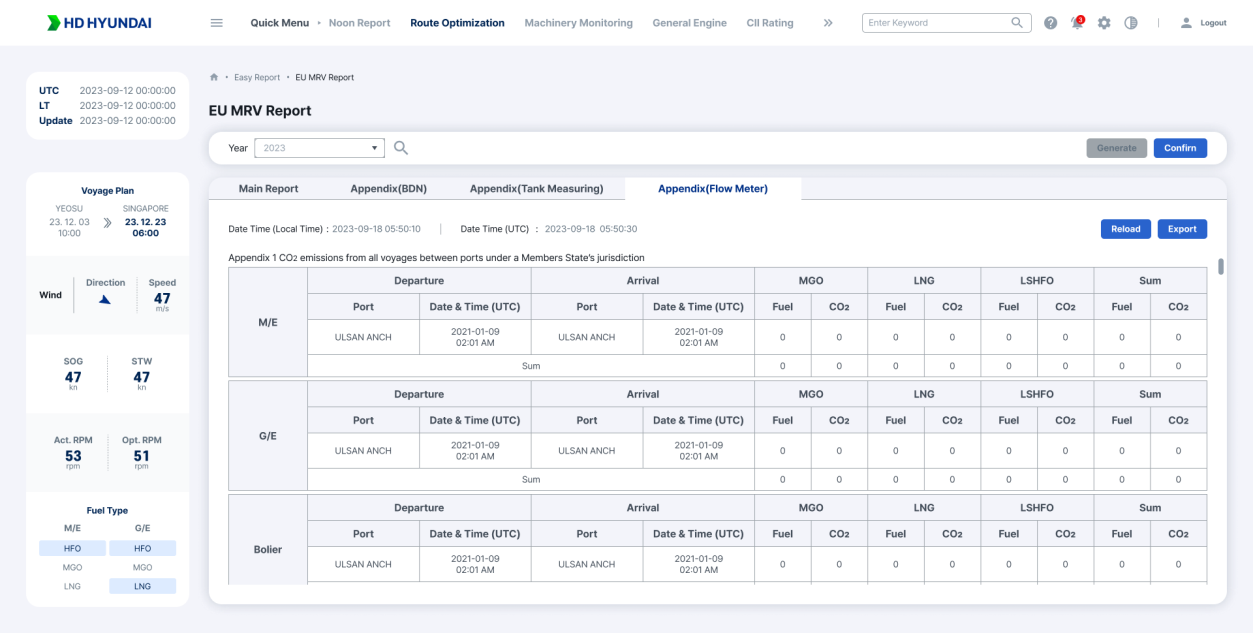 HD HYUNDAI
Quick Menu • Noon Report Route Optimization Machinery Monitoring General Engine CII Rating
Enter Keyword
3
Logout
UTC 2023-09-12 00:00:00
LT 2023-09-12 00:00:00
Update 2023-09-12 00:00:00
Voyage Plan
YEOSU SINGAPORE
23. 12. 03 23. 12. 23
10:00 06:00
Wind Direction Speed
47
m/s
SOG STW
47 47
kn kn
Act. RPM Opt. RPM
53 51
rpm rpm
Fuel Type
M/E G/E
HFO HFO
MGO MGO
LNG LNG
• Easy Report • EU MRV Report
EU MRV Report
Year 2023
Generate Confirm
Main Report Appendix(BDN) Appendix(Tank Measuring) Appendix(Flow Meter)
Date Time (Local Time) : 2023-09-18 05:50:10 | Date Time (UTC) : 2023-09-18 05:50:30
Reload Export
Appendix 1 CO2 emissions from all voyages between ports under a Members State's jurisdiction
M/E
Departure Arrival MGO LNG LSHFO Sum
Port Date & Time (UTC) Port Date & Time (UTC) Fuel CO2 Fuel CO2 Fuel CO2 Fuel CO2
ULSAN ANCH 2021-01-09 02:01 AM ULSAN ANCH 2021-01-09 02:01 AM 0 0 0 0 0 0 0 0
Sum 0 0 0 0 0 0 0 0
G/E
Departure Arrival MGO LNG LSHFO Sum
Port Date & Time (UTC) Port Date & Time (UTC) Fuel CO2 Fuel CO2 Fuel CO2 Fuel CO2
ULSAN ANCH 2021-01-09 02:01 AM ULSAN ANCH 2021-01-09 02:01 AM 0 0 0 0 0 0 0 0
Sum 0 0 0 0 0 0 0 0
Bolier
Departure Arrival MGO LNG LSHFO Sum
Port Date & Time (UTC) Port Date & Time (UTC) Fuel CO2 Fuel CO2 Fuel CO2 Fuel CO2
ULSAN ANCH 2021-01-09 02:01 AM ULSAN ANCH 2021-01-09 02:01 AM 0 0 0 0 0 0 0 0